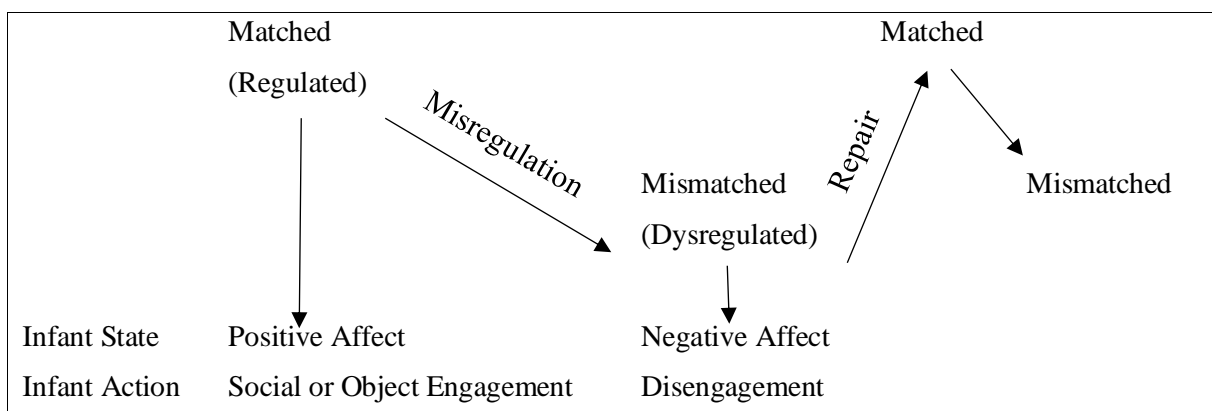 Matched Matched
(Regulated)
Misregulation
Repair
Mismatched Mismatched
(Dysregulated)
Infant State Positive Affect Negative Affect
Infant Action Social or Object Engagement Disengagement